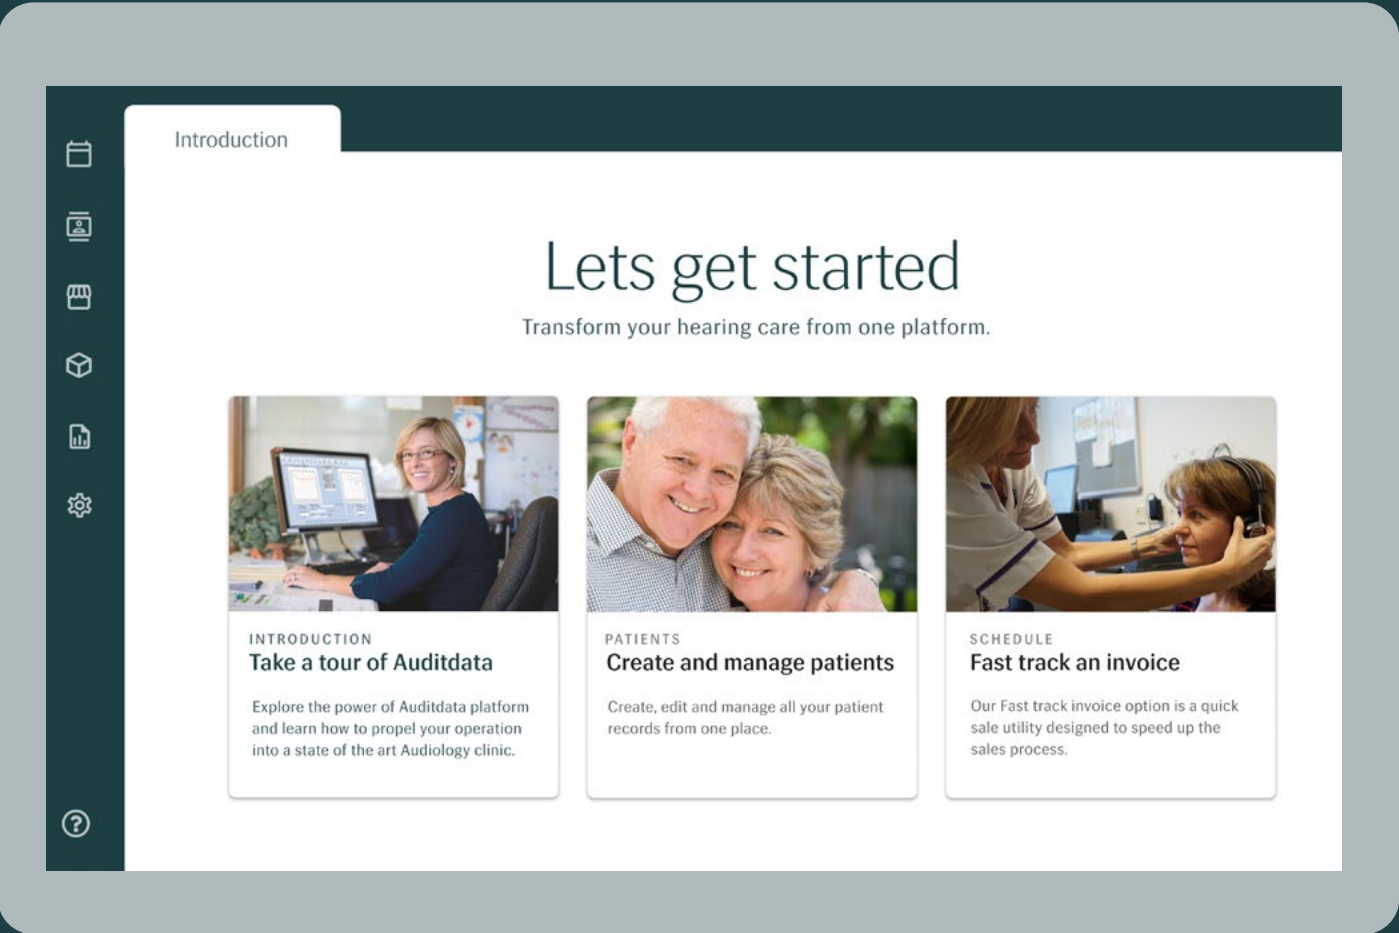 Introduction
Lets get started
Transform your hearing care from one platform.
INTRODUCTION
Take a tour of Auditdata
Explore the power of Auditdata platform
and learn how to propel your operation
into a state of the art Audiology clinic.
PATIENTS
Create and manage patients
Create, edit and manage all your patient
records from one place.
SCHEDULE
Fast track an invoice
Our Fast track invoice option is a quick
sale utility designed to speed up the
sales process.